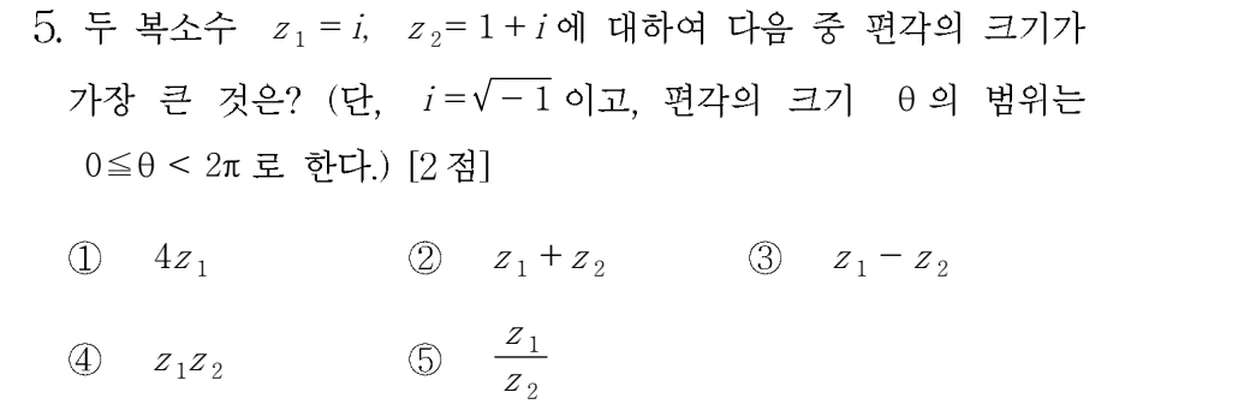 5. 두 복소수 z₁ = i, z₂ = 1 + i 에 대하여 다음 중 편각의 크기가
가장 큰 것은? (단, i = √-1 이고, 편각의 크기 θ 의 범위는
0≦θ < 2π 로 한다.) [2 점]
① 4z₁ ② z₁ + z₂ ③ z₁ - z₂
④ z₁z₂ ⑤ z₁/z₂